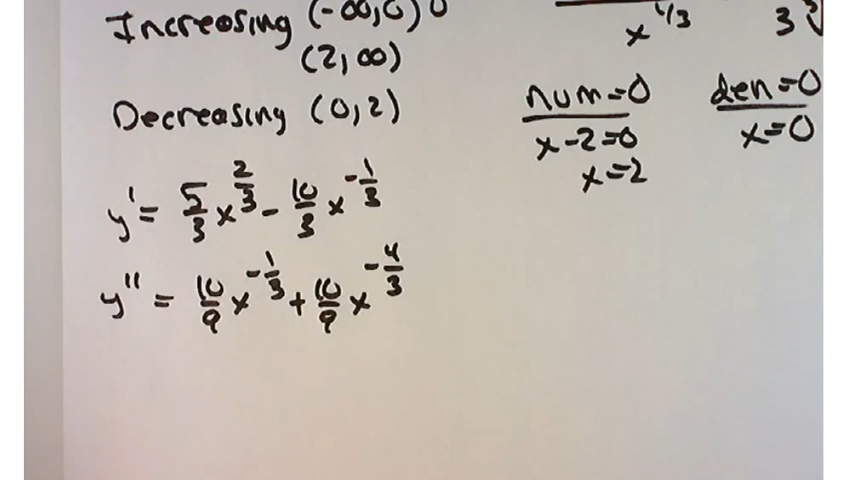 Increasing (-∞,0) U
(2,∞)
Decreasing (0,2)
y' = 5/3 x^(2/3) - 10/3 x^(-1/3)
y'' = 10/9 x^(-1/3) + 10/9 x^(-4/3)
x^(1/3)
3
num=0
x-2=0
x=2
den=0
x=0